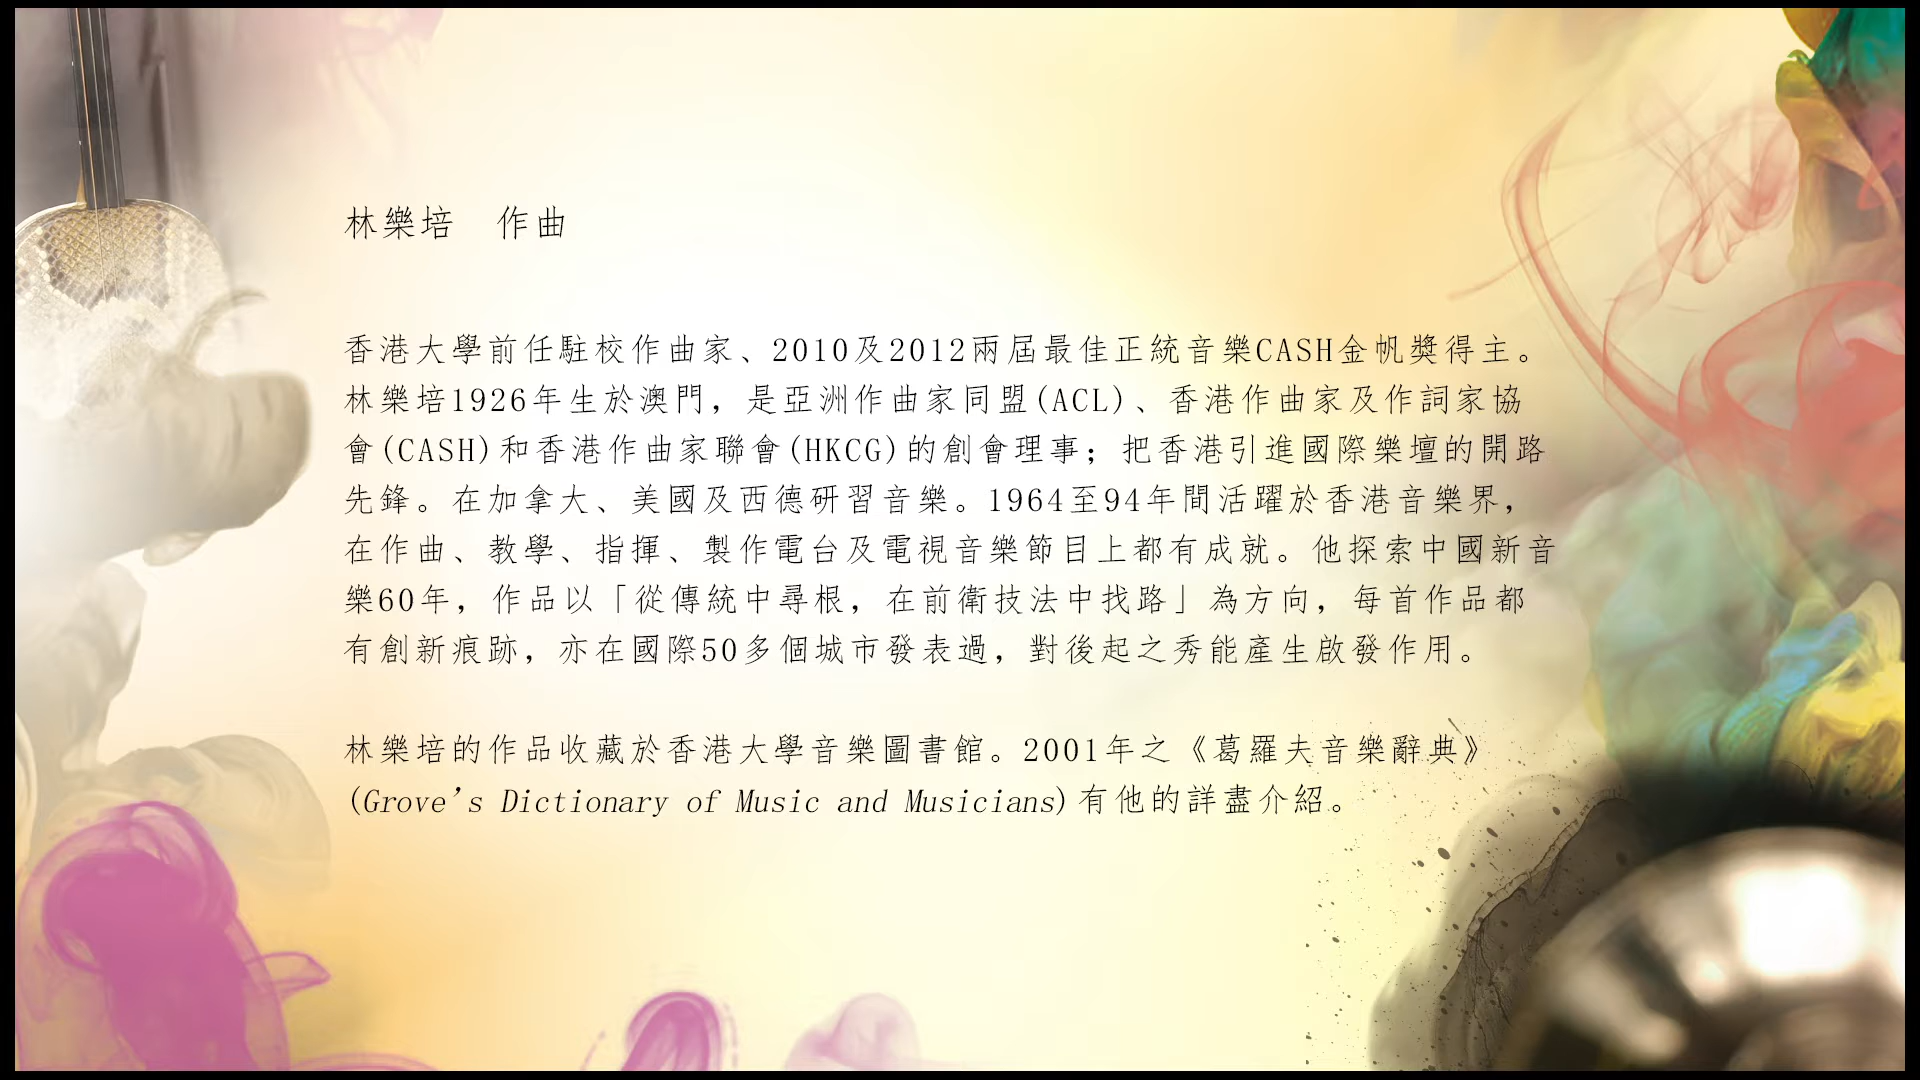 林樂培　作曲
香港大學前任駐校作曲家、2010及2012兩屆最佳正統音樂CASH金帆獎得主。
林樂培1926年生於澳門，是亞洲作曲家同盟(ACL)、香港作曲家及作詞家協
會(CASH)和香港作曲家聯會(HKCG)的創會理事；把香港引進國際樂壇的開路
先鋒。在加拿大、美國及西德研習音樂。1964至94年間活躍於香港音樂界，
在作曲、教學、指揮、製作電台及電視音樂節目上都有成就。他探索中國新音
樂60年，作品以「從傳統中尋根，在前衛技法中找路」為方向，每首作品都
有創新痕跡，亦在國際50多個城市發表過，對後起之秀能產生啟發作用。
林樂培的作品收藏於香港大學音樂圖書館。2001年之《葛羅夫音樂辭典》
(Grove’s Dictionary of Music and Musicians)有他的詳盡介紹。